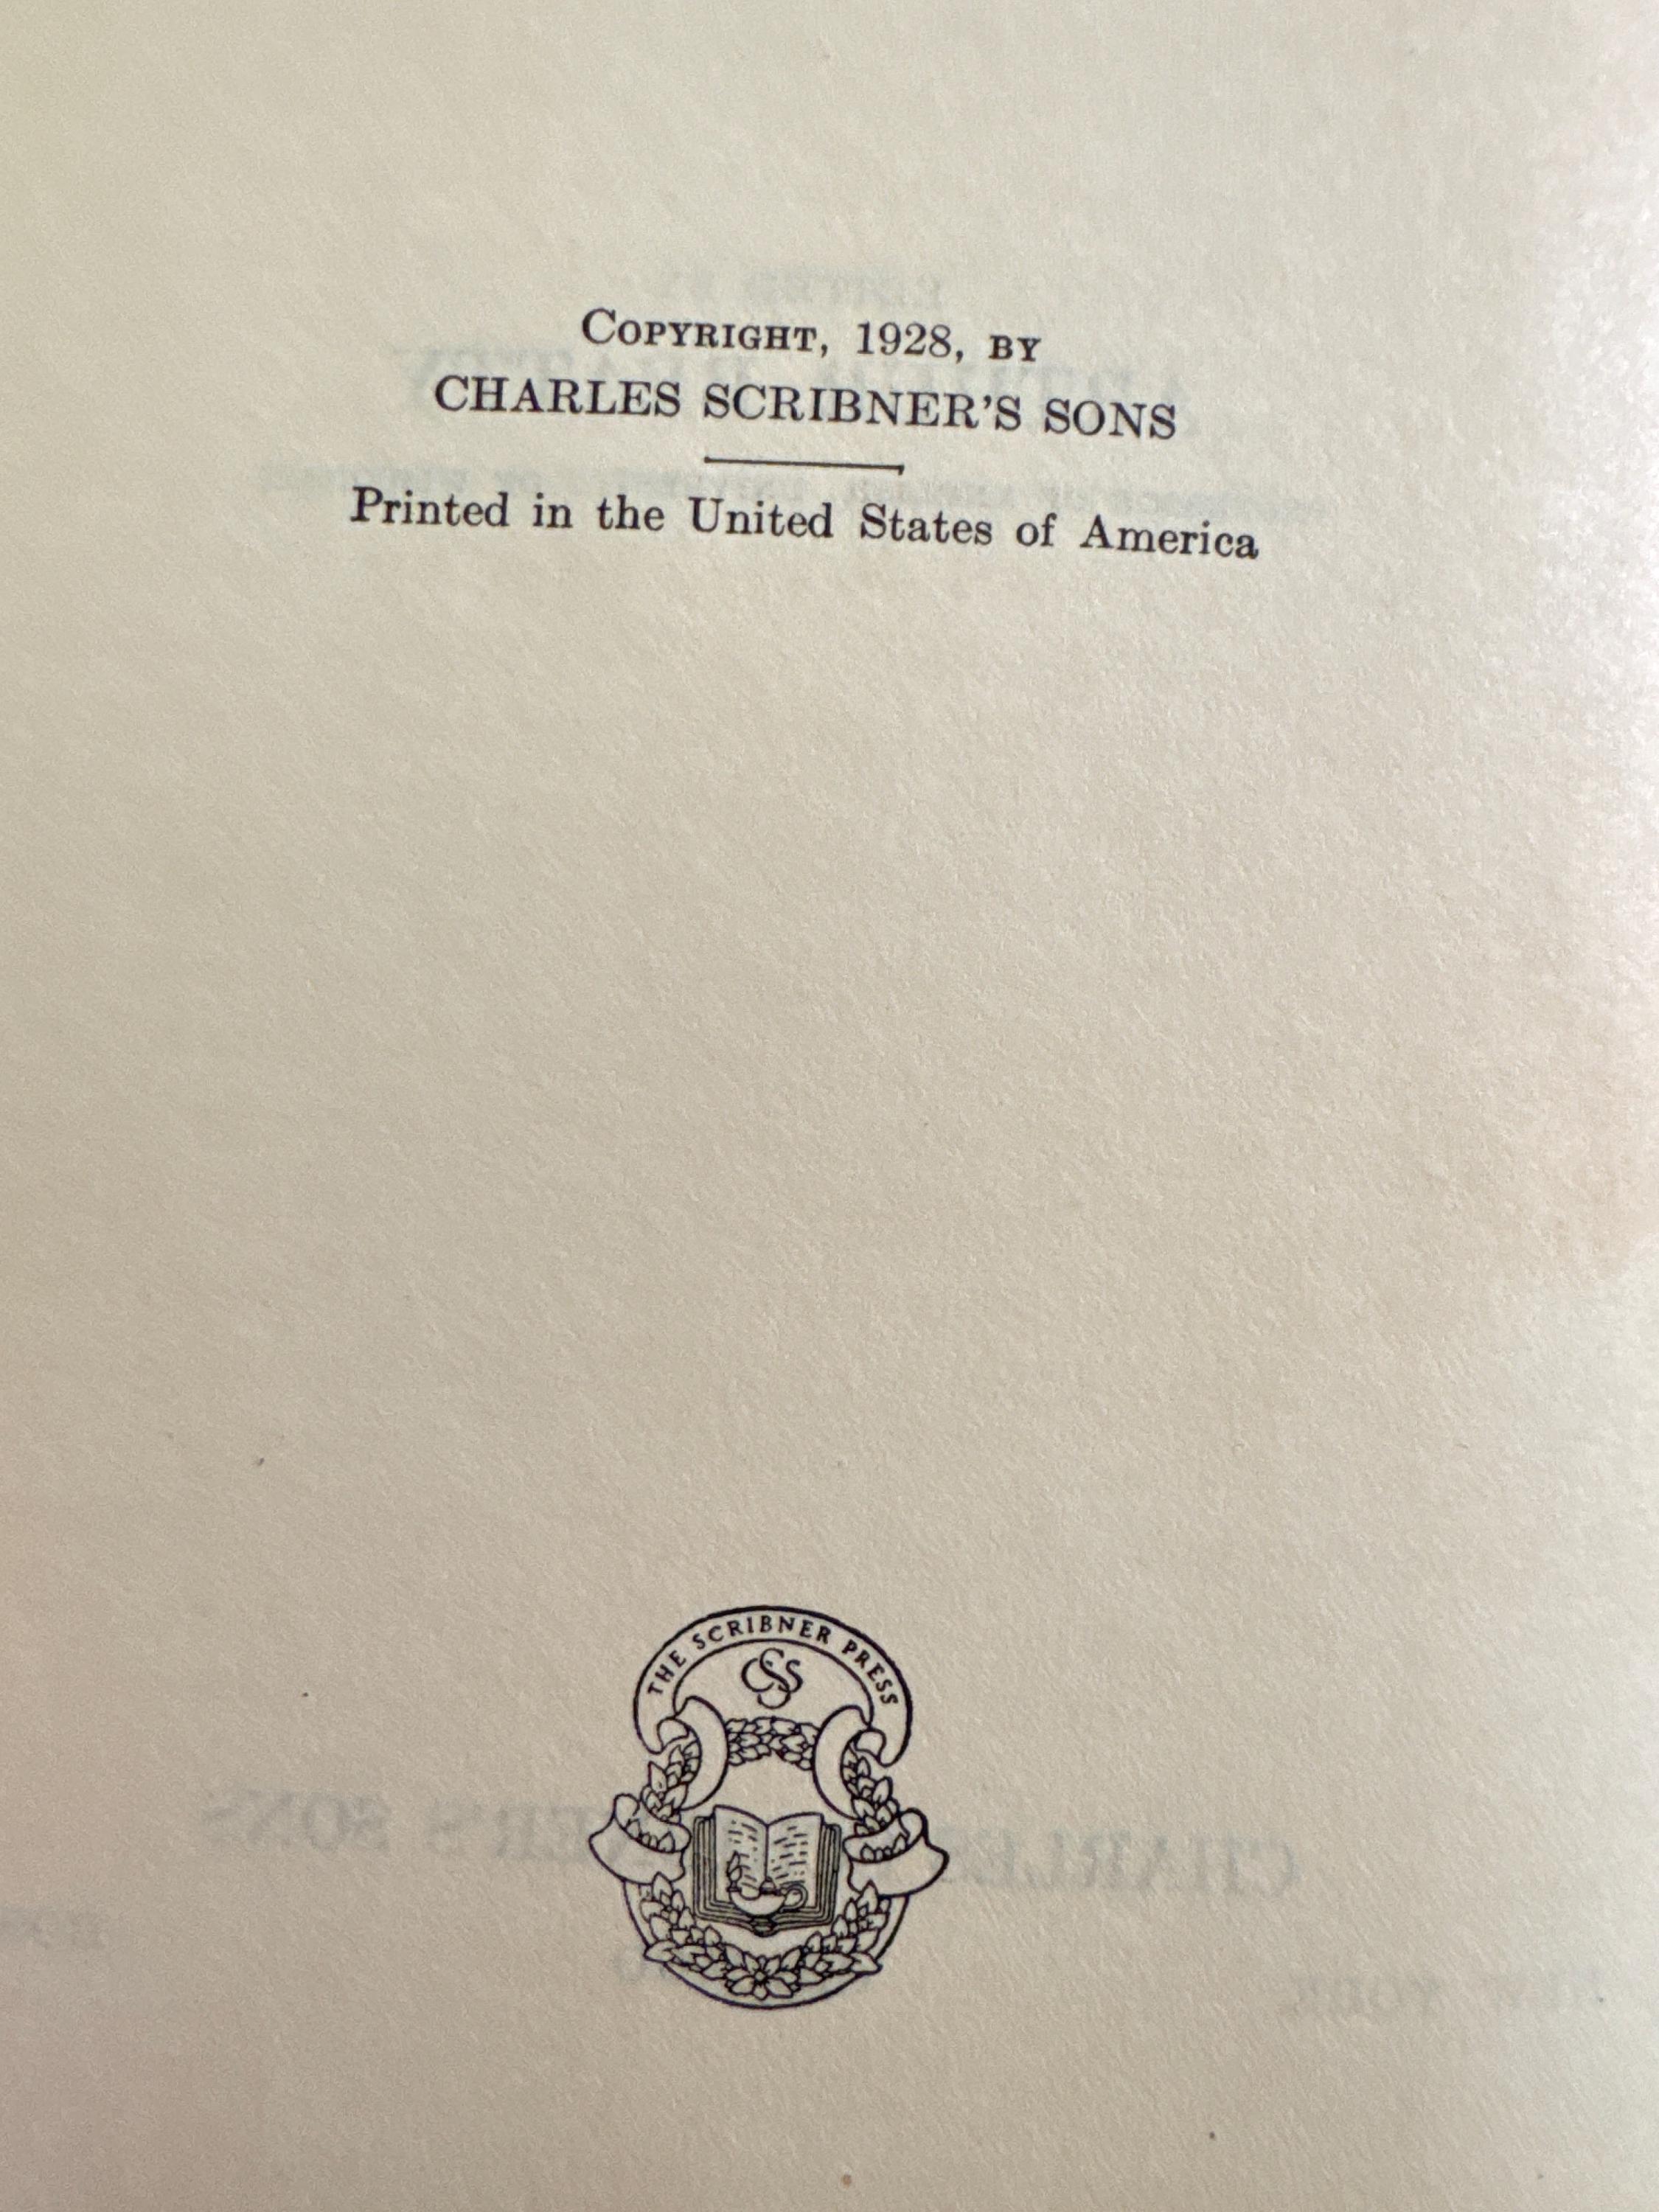 COPYRIGHT, 1928, BY
CHARLES SCRIBNER'S SONS
Printed in the United States of America
THE SCRIBNER PRESS
CSS